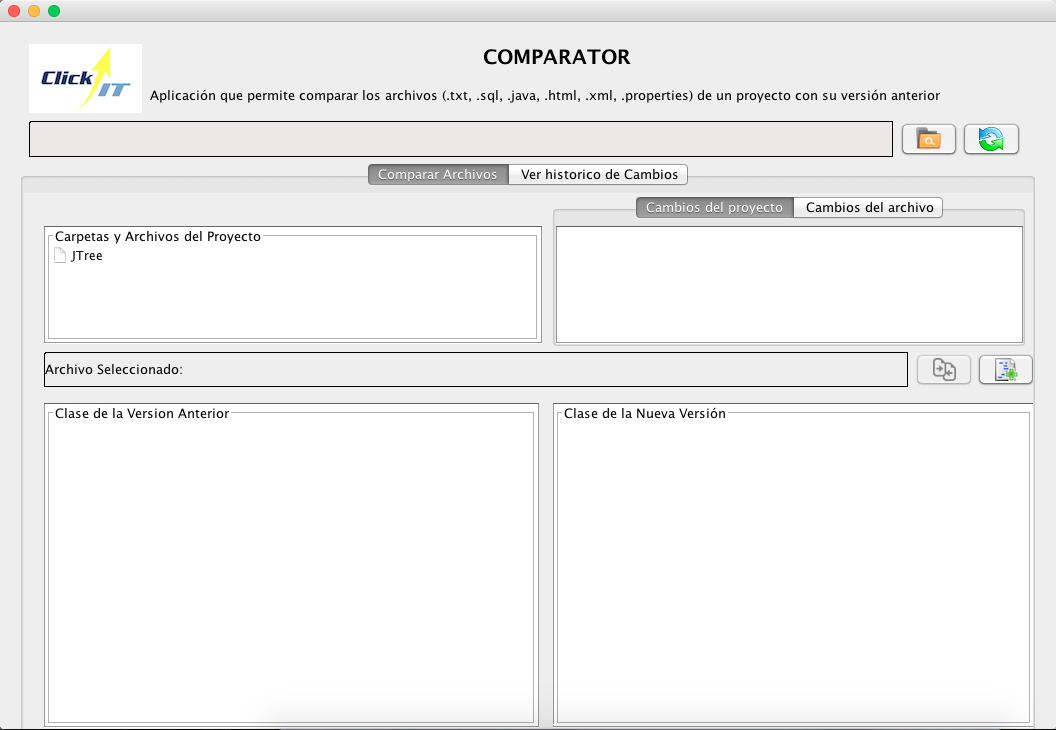 Click IT
COMPARATOR
Aplicación que permite comparar los archivos (.txt, .sql, .java, .html, .xml, .properties) de un proyecto con su versión anterior
Comparar Archivos Ver historico de Cambios
Cambios del proyecto Cambios del archivo
Carpetas y Archivos del Proyecto
JTree
Archivo Seleccionado:
Clase de la Version Anterior Clase de la Nueva Versión